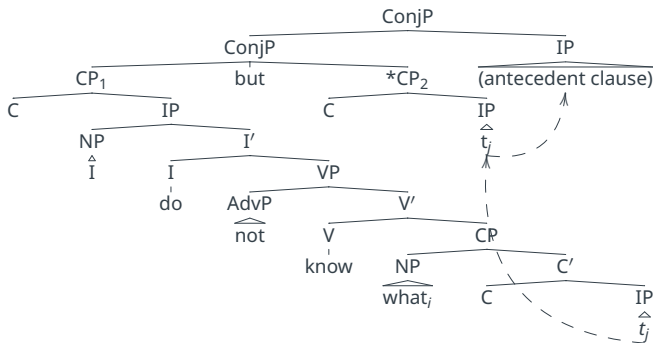 ConjP
ConjP IP
CP1 but *CP2 (antecedent clause)
C IP C IP
NP I′ tj
I I VP
do AdvP V′
not V CP
know NP C′
whati C IP
tj